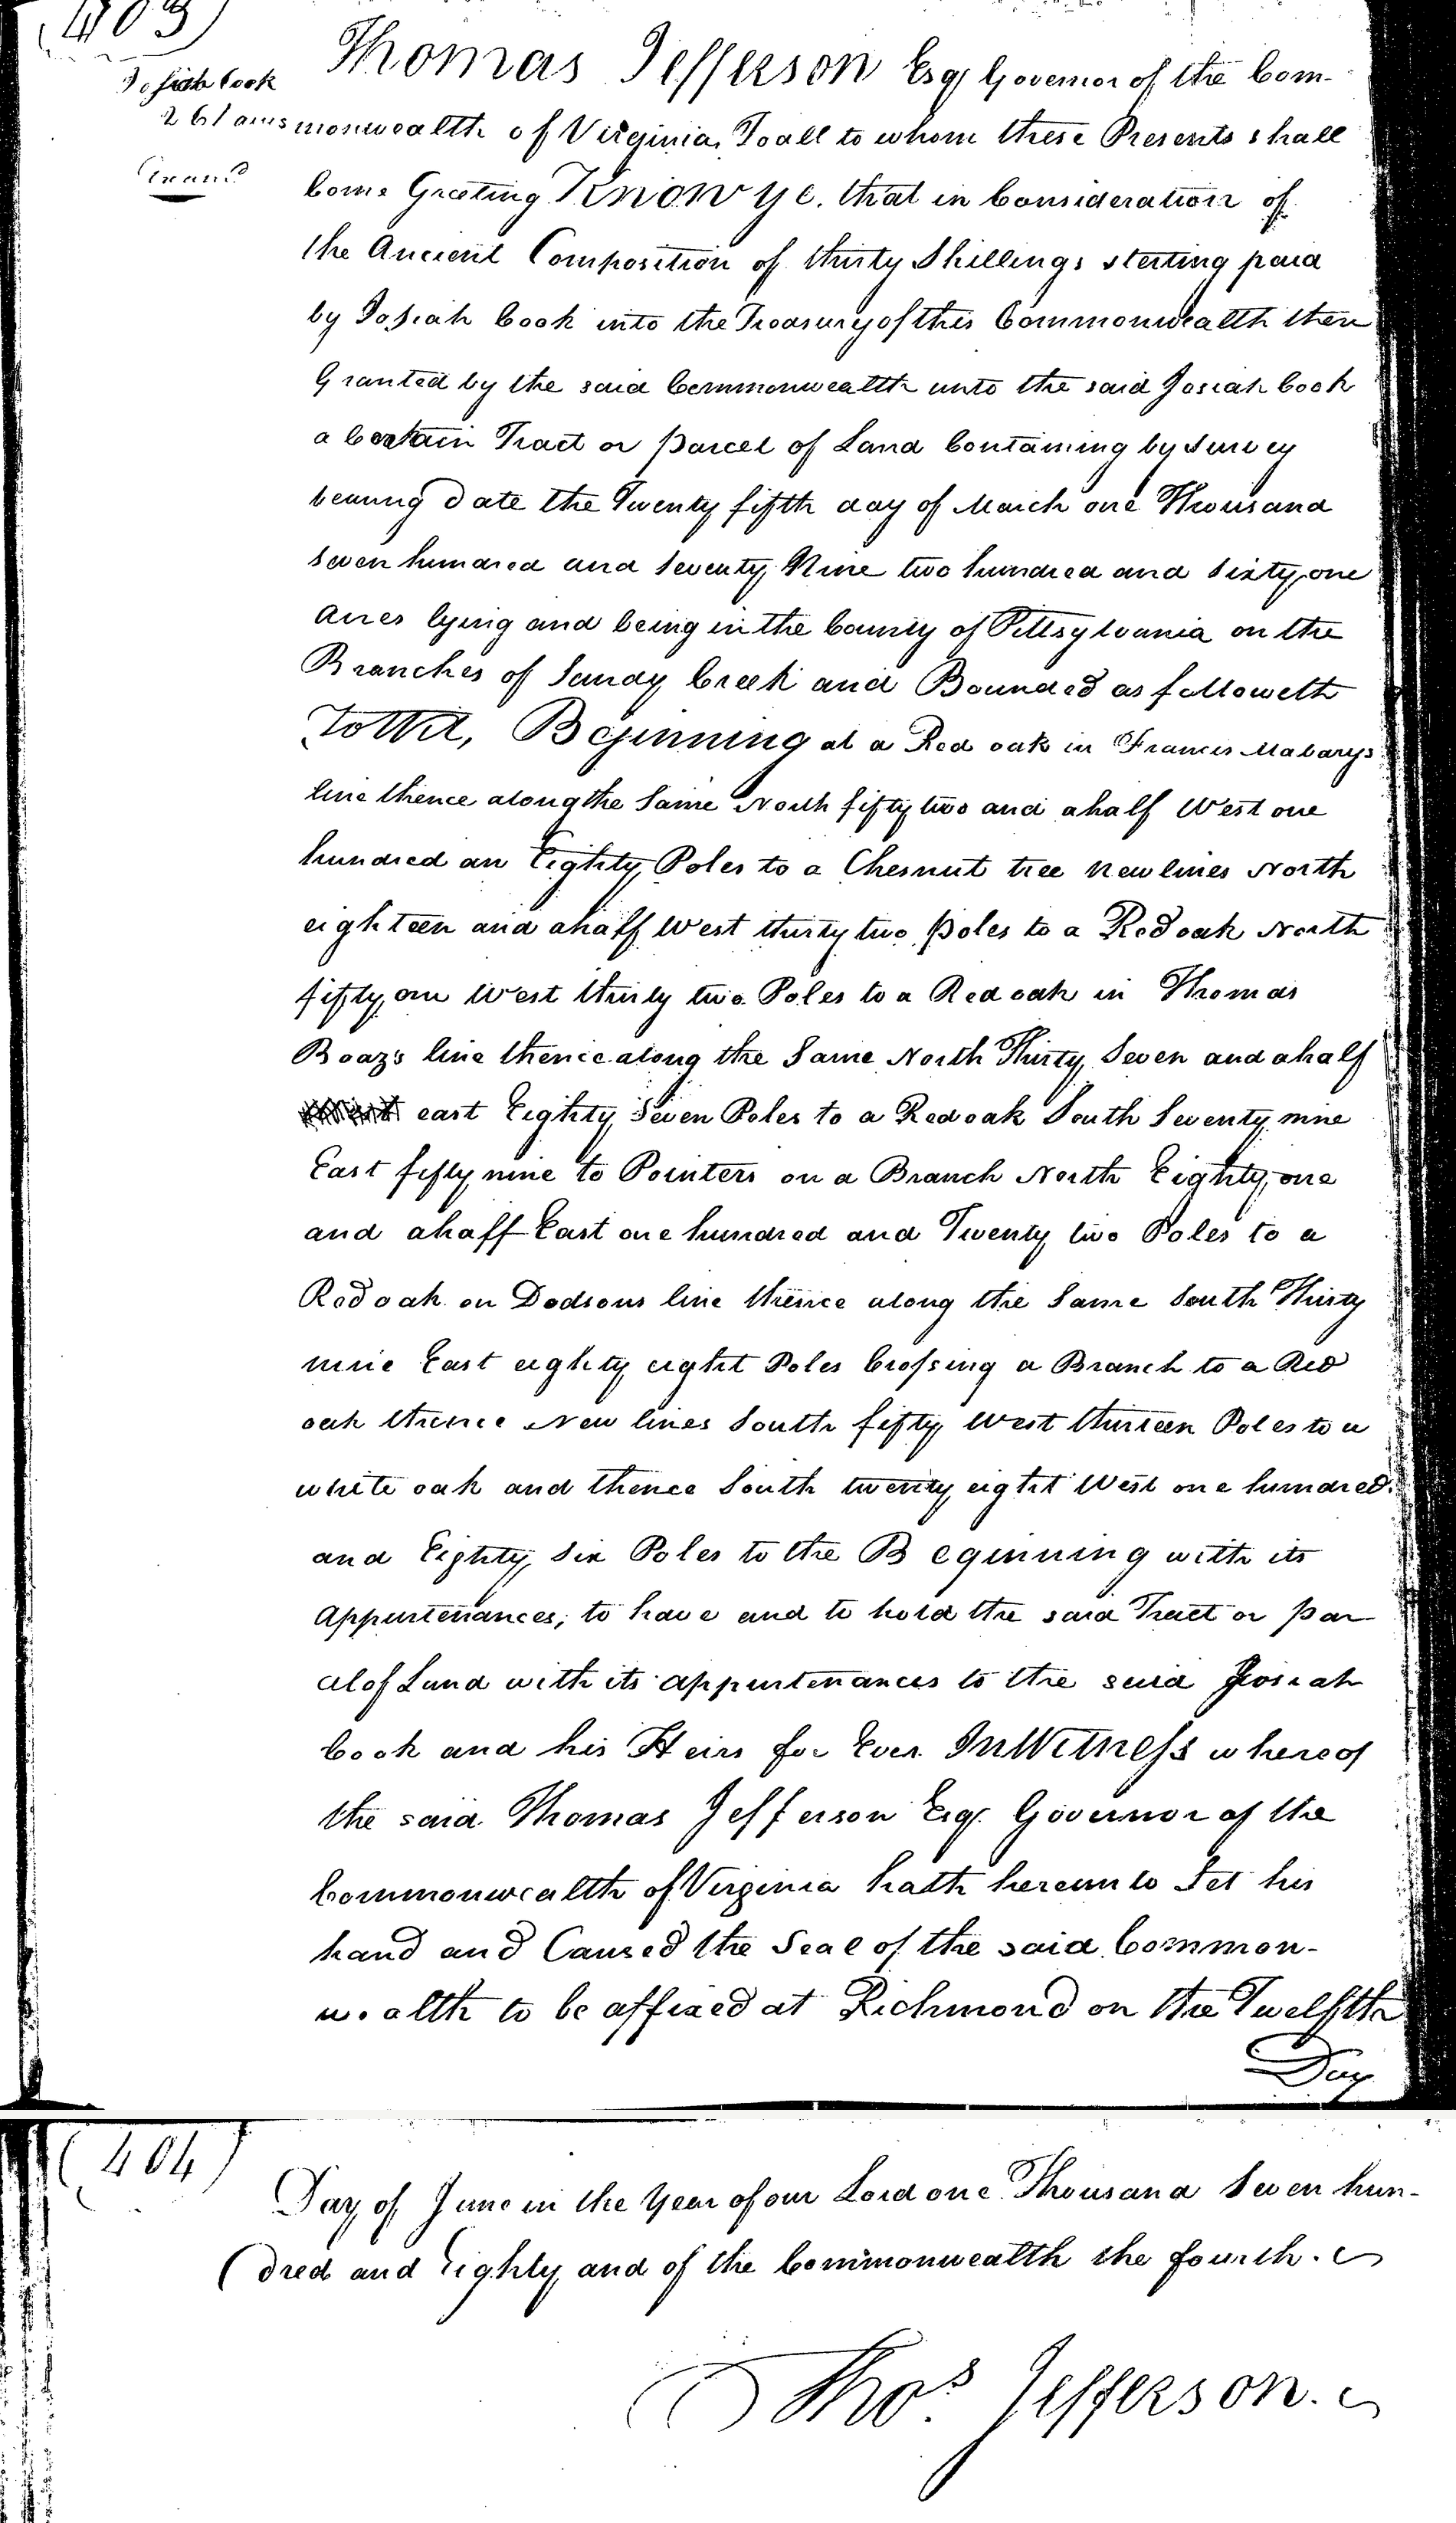 (403)
Josiah Cook
261 acres
Exam.d
Thomas Jefferson Esqr Governor of the Com-
monwealth of Virginia, To all to whom these Presents shall
Come Greeting Know ye, that in Consideration of
the Ancient Composition of thirty Shillings sterting paid
by Josiah Cook into the Treasury of this Commonwealth there
Granted by the said Commonwealth unto the said Josiah Cook
a Certain Tract or parcel of Land Containing by Survey
bearing date the Twenty fifth day of March one Thousand
seven hundred and seventy Nine two hundred and sixty one
Acres lying and being in the County of Pittsylvania on the
Branches of Sandy Creek and Bounded as followeth
ToWit, Beginning at a Red oak in Francis Mabarys
line thence along the Same North fifty two and a half West one
hundred an Eighty Poles to a Chesnut tree new lines North
eighteen and a half West thirty two poles to a Red oak North
fifty one West thirty two Poles to a Red oak in Thomas
Boaz's line thence along the Same North Thirty Seven and a half
east Eighty Seven Poles to a Red oak South Seventy nine
East fifty nine to Pointers on a Branch North Eighty one
and a haff East one hundred and Twenty two Poles to a
Red oak on Dodsons line thence along the Same South Thirty
nine East eighty eight Poles Crossing a Branch to a Red
oak thence New lines South fifty West thirteen Poles to a
white oak and thence South twenty eight West one hundred
and Eighty Six Poles to the Beginning with its
Appurtenances; to have and to hold the said Tract or par-
cel of Land with its appurtenances to the said Josiah
Cook and his Heirs for Ever In Witness whereof
the said Thomas Jefferson Esqr Governor of the
Commonwealth of Virginia hath hereunto Set his
hand and Caused the Seal of the said Common-
wealth to be affixed at Richmond on the Twelfth
Day
(404)
Day of June in the Year of our Lord one Thousand Seven hun-
dred and Eighty and of the Commonwealth the fourth.
Thos Jefferson.